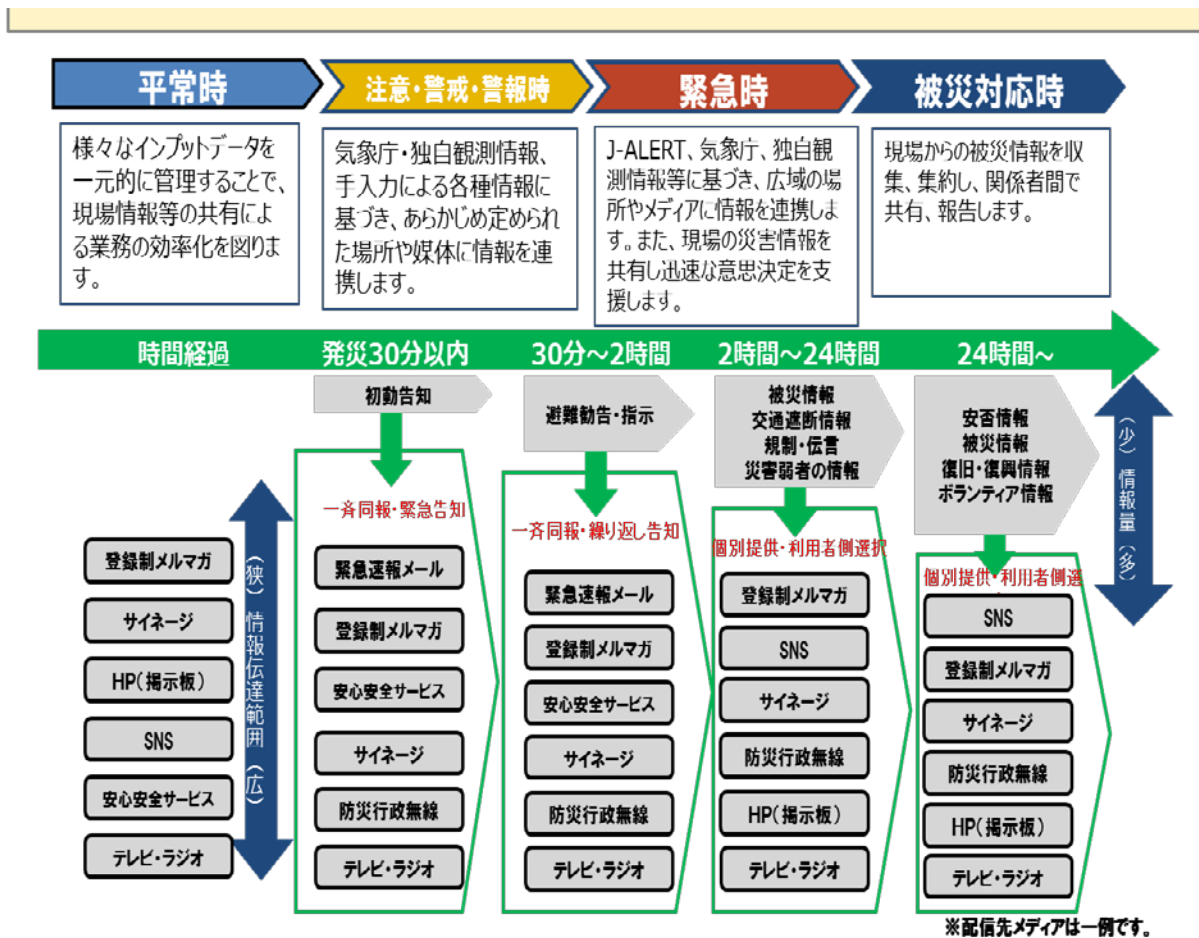 平常時
注意・警戒・警報時
緊急時
被災対応時
様々なインプットデータを
一元的に管理することで、
現場情報等の共有によ
る業務の効率化を図りま
す。
気象庁・独自観測情報、
手入力による各種情報に
基づき、あらかじめ定められ
た場所や媒体に情報を連
携します。
J-ALERT、気象庁、独自観
測情報等に基づき、広域の場
所やメディアに情報を連携しま
す。また、現場の災害情報を
共有し迅速な意思決定を支
援します。
現場からの被災情報を収
集、集約し、関係者間で
共有、報告します。
時間経過
発災30分以内
30分～2時間
2時間～24時間
24時間～
初動告知
避難勧告・指示
被災情報
交通遮断情報
規制・伝言
災害弱者の情報
安否情報
被災情報
復旧・復興情報
ボランティア情報
（少）情報量（多）
（狭）情報伝達範囲（広）
登録制メルマガ
サイネージ
HP（掲示板）
SNS
安心安全サービス
テレビ・ラジオ
一斉同報・緊急告知
緊急速報メール
登録制メルマガ
安心安全サービス
サイネージ
防災行政無線
テレビ・ラジオ
一斉同報・繰り返し告知
緊急速報メール
登録制メルマガ
安心安全サービス
サイネージ
防災行政無線
テレビ・ラジオ
個別提供・利用者側選択
登録制メルマガ
SNS
サイネージ
防災行政無線
HP（掲示板）
テレビ・ラジオ
個別提供・利用者側選
SNS
登録制メルマガ
サイネージ
防災行政無線
HP（掲示板）
テレビ・ラジオ
※配信先メディアは一例です。